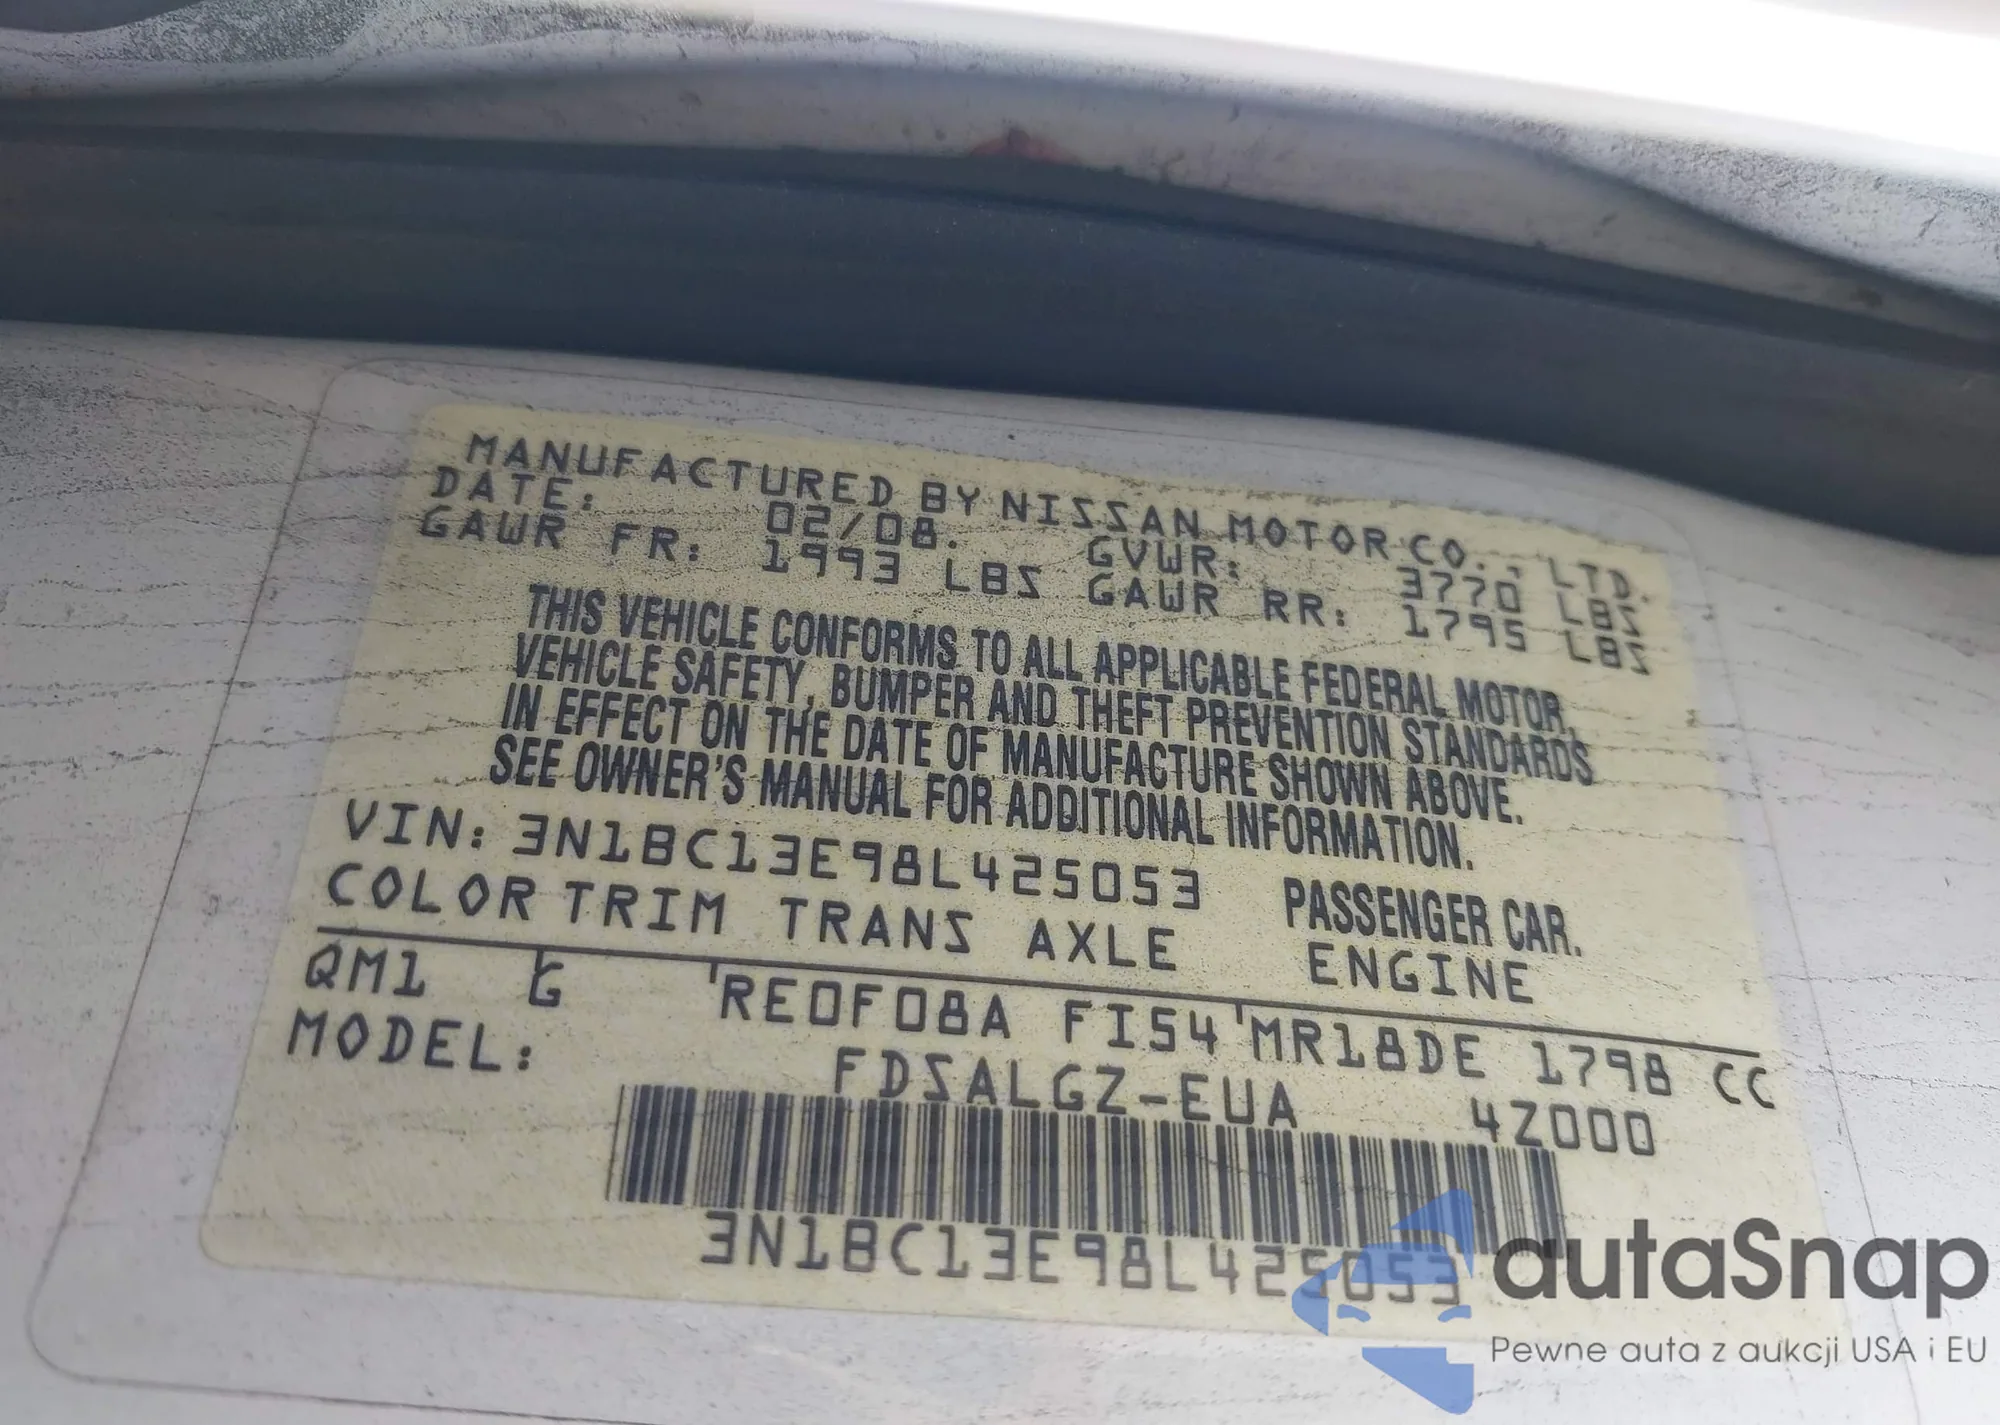 MANUFACTURED BY NISSAN MOTOR CO., LTD.
DATE: 02/08. GVWR: 3770 LBS
GAWR FR: 1993 LBS GAWR RR: 1795 LBS
THIS VEHICLE CONFORMS TO ALL APPLICABLE FEDERAL MOTOR,
VEHICLE SAFETY, BUMPER AND THEFT PREVENTION STANDARDS
IN EFFECT ON THE DATE OF MANUFACTURE SHOWN ABOVE.
SEE OWNER'S MANUAL FOR ADDITIONAL INFORMATION.
VIN: 3N1BC13E98L425053 PASSENGER CAR.
COLOR TRIM TRANS AXLE ENGINE
QM1 G RE0F08A FI54 MR18DE 1798 CC
MODEL: FDSALGZ-EUA 4Z000
3N1BC13E98L425053
autaSnap
Pewne auta z aukcji USA i EU